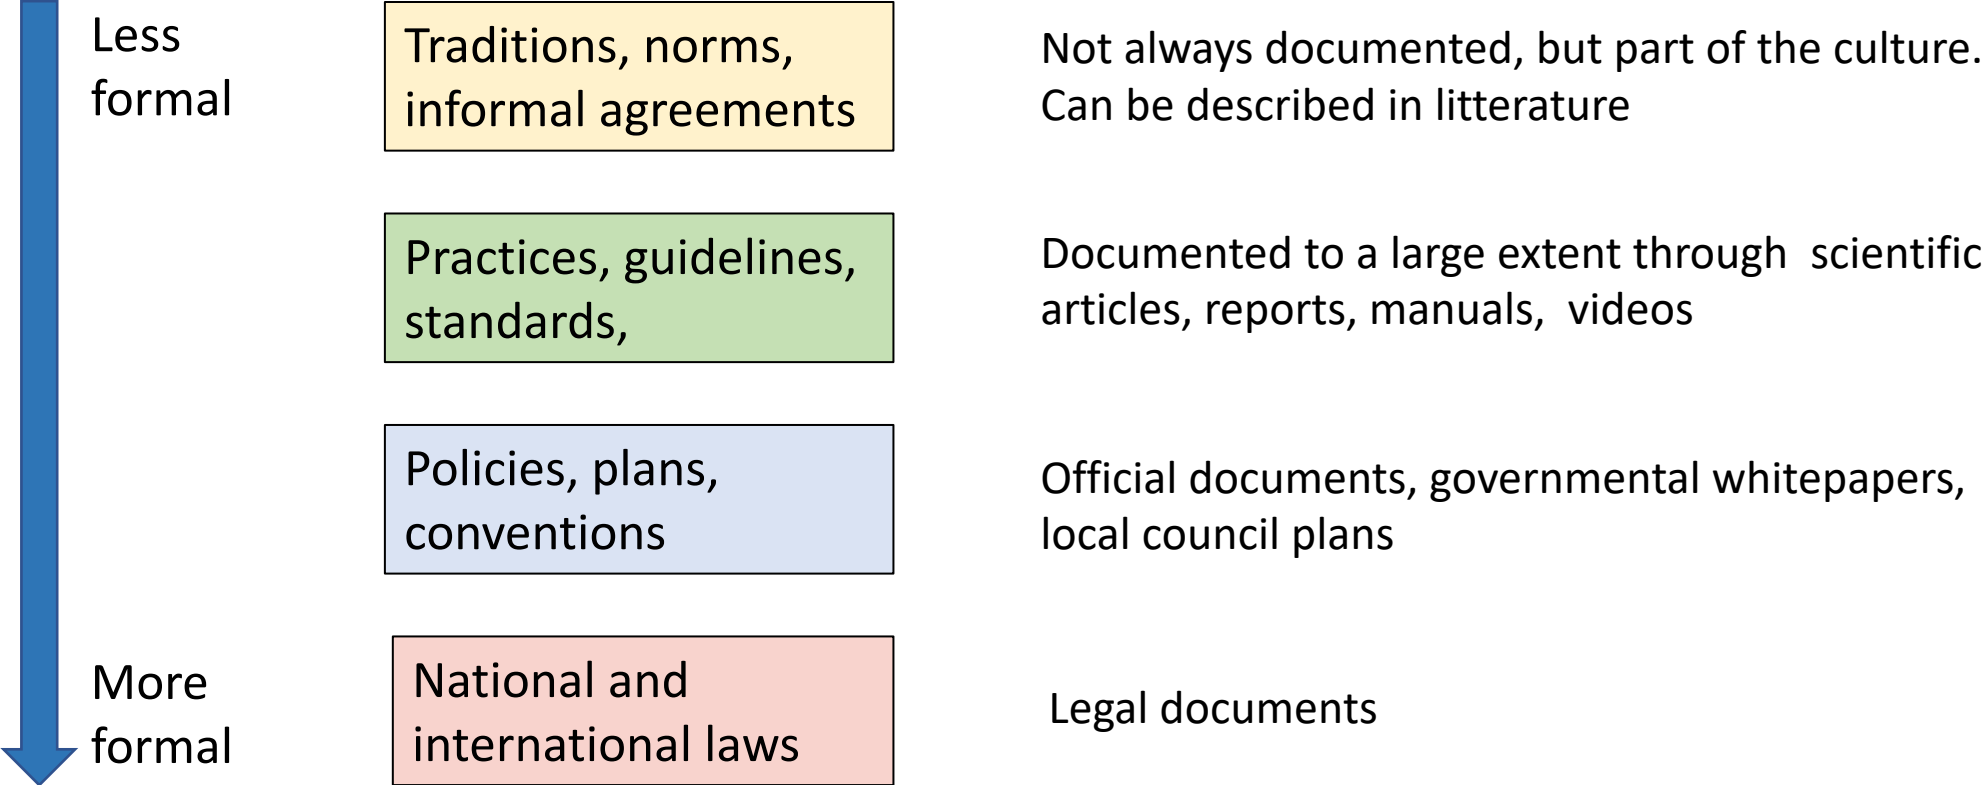 Less
formal
Traditions, norms,
informal agreements
Not always documented, but part of the culture.
Can be described in litterature
Practices, guidelines,
standards,
Documented to a large extent through  scientific
articles, reports, manuals,  videos
Policies, plans,
conventions
Official documents, governmental whitepapers,
local council plans
More
formal
National and
international laws
Legal documents